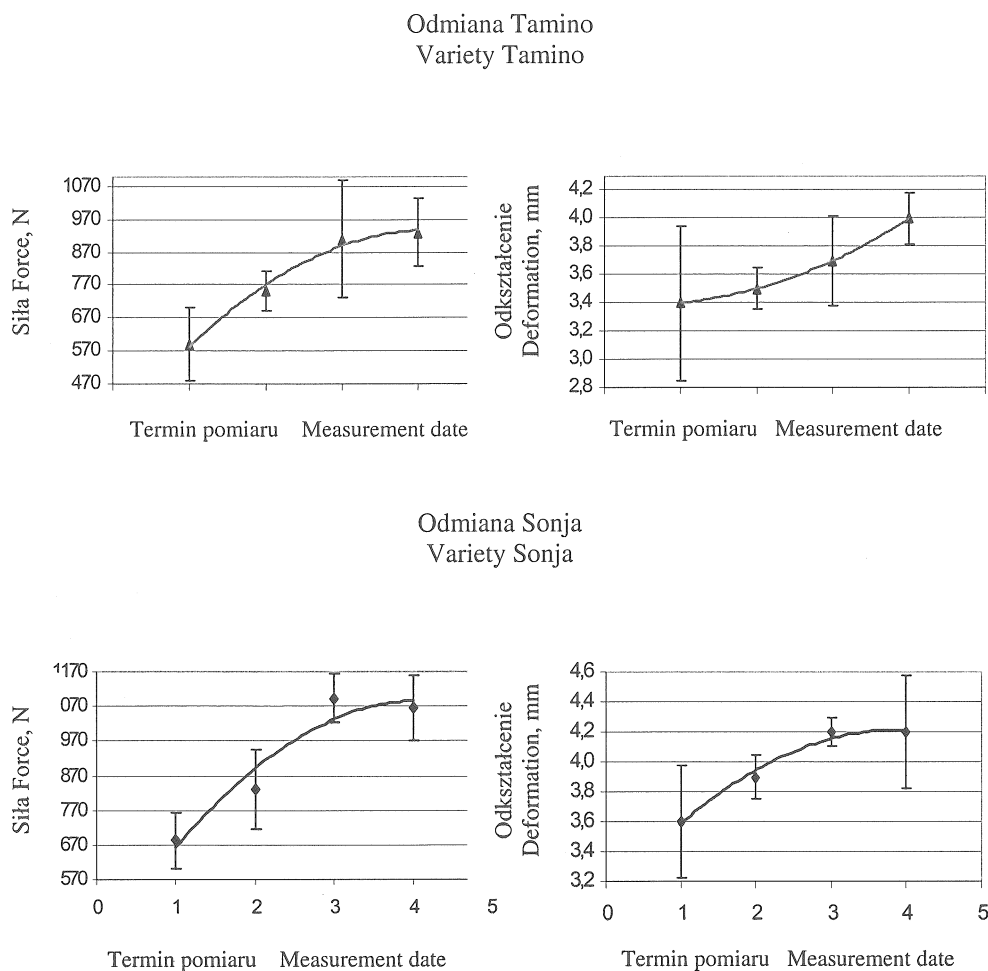 Odmiana Tamino
Variety Tamino
Siła Force, N
1070
970
870
770
670
570
470
Termin pomiaru Measurement date
Odkształcenie
Deformation, mm
4,2
4,0
3,8
3,6
3,4
3,2
3,0
2,8
Termin pomiaru Measurement date
Odmiana Sonja
Variety Sonja
Siła Force, N
1170
070
970
870
770
670
570
0 1 2 3 4 5
Termin pomiaru Measurement date
Odkształcenie
Deformation, mm
4,6
4,4
4,2
4,0
3,8
3,6
3,4
3,2
0 1 2 3 4 5
Termin pomiaru Measurement date